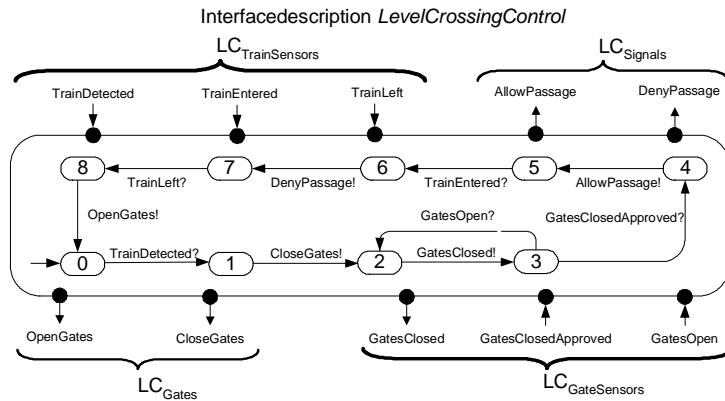 Interfacedescription LevelCrossingControl
LC_TrainSensors LC_Signals
TrainDetected TrainEntered TrainLeft AllowPassage DenyPassage
8 7 6 5 4
TrainLeft? DenyPassage! TrainEntered? AllowPassage!
OpenGates! GatesOpen? GatesClosedApproved?
TrainDetected? CloseGates! GatesClosed!
0 1 2 3
OpenGates CloseGates GatesClosed GatesClosedApproved GatesOpen
LC_Gates LC_GateSensors